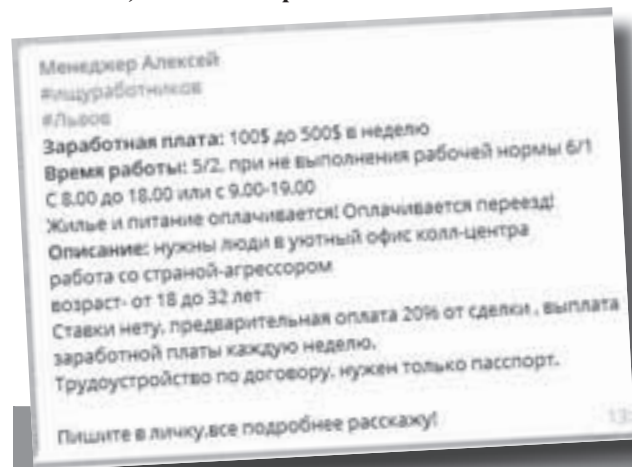 Менеджер Алексей
#ищуработников
#Львов
Заработная плата: 100$ до 500$ в неделю
Время работы: 5/2, при не выполнения рабочей нормы 6/1
С 8.00 до 18.00 или с 9.00-19.00
Жилье и питание оплачивается! Оплачивается переезд!
Описание: нужны люди в уютный офис колл-центра
работа со страной-агрессором
возраст- от 18 до 32 лет
Ставки нету, предварительная оплата 20% от сделки , выплата
заработной платы каждую неделю.
Трудоустройство по договору, нужен только пасспорт.
Пишите в личку,все подробнее расскажу!